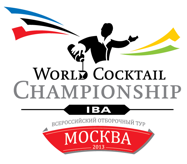 WORLD COCKTAIL
CHAMPIONSHIP
IBA
ВСЕРОССИЙСКИЙ ОТБОРОЧНЫЙ ТУР
МОСКВА
2013